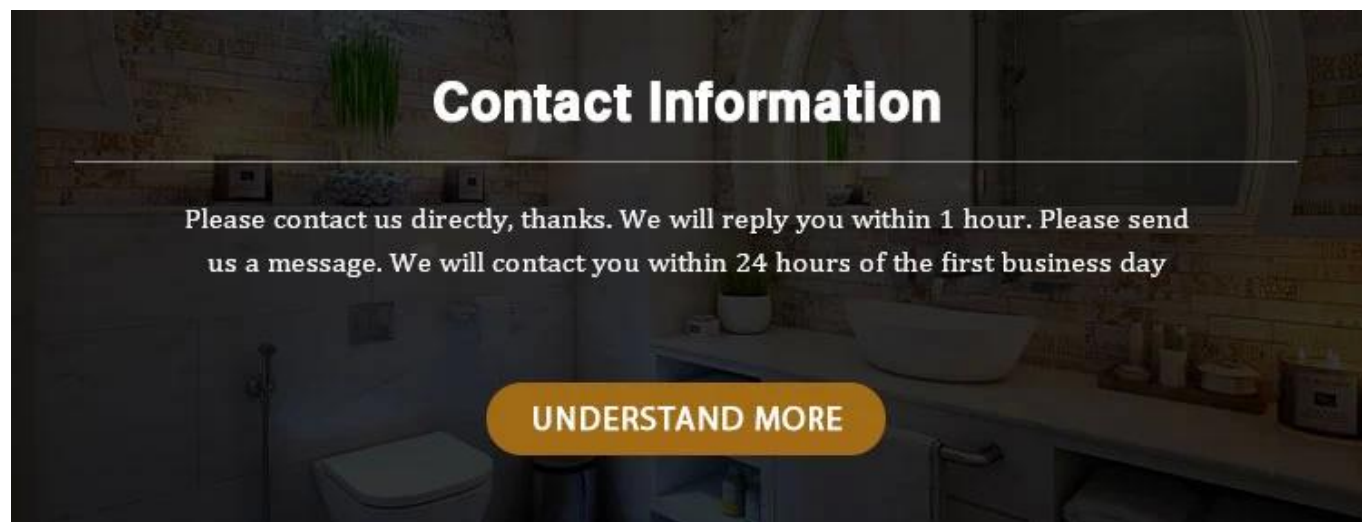 Contact Information
Please contact us directly, thanks. We will reply you within 1 hour. Please send
us a message. We will contact you within 24 hours of the first business day
UNDERSTAND MORE